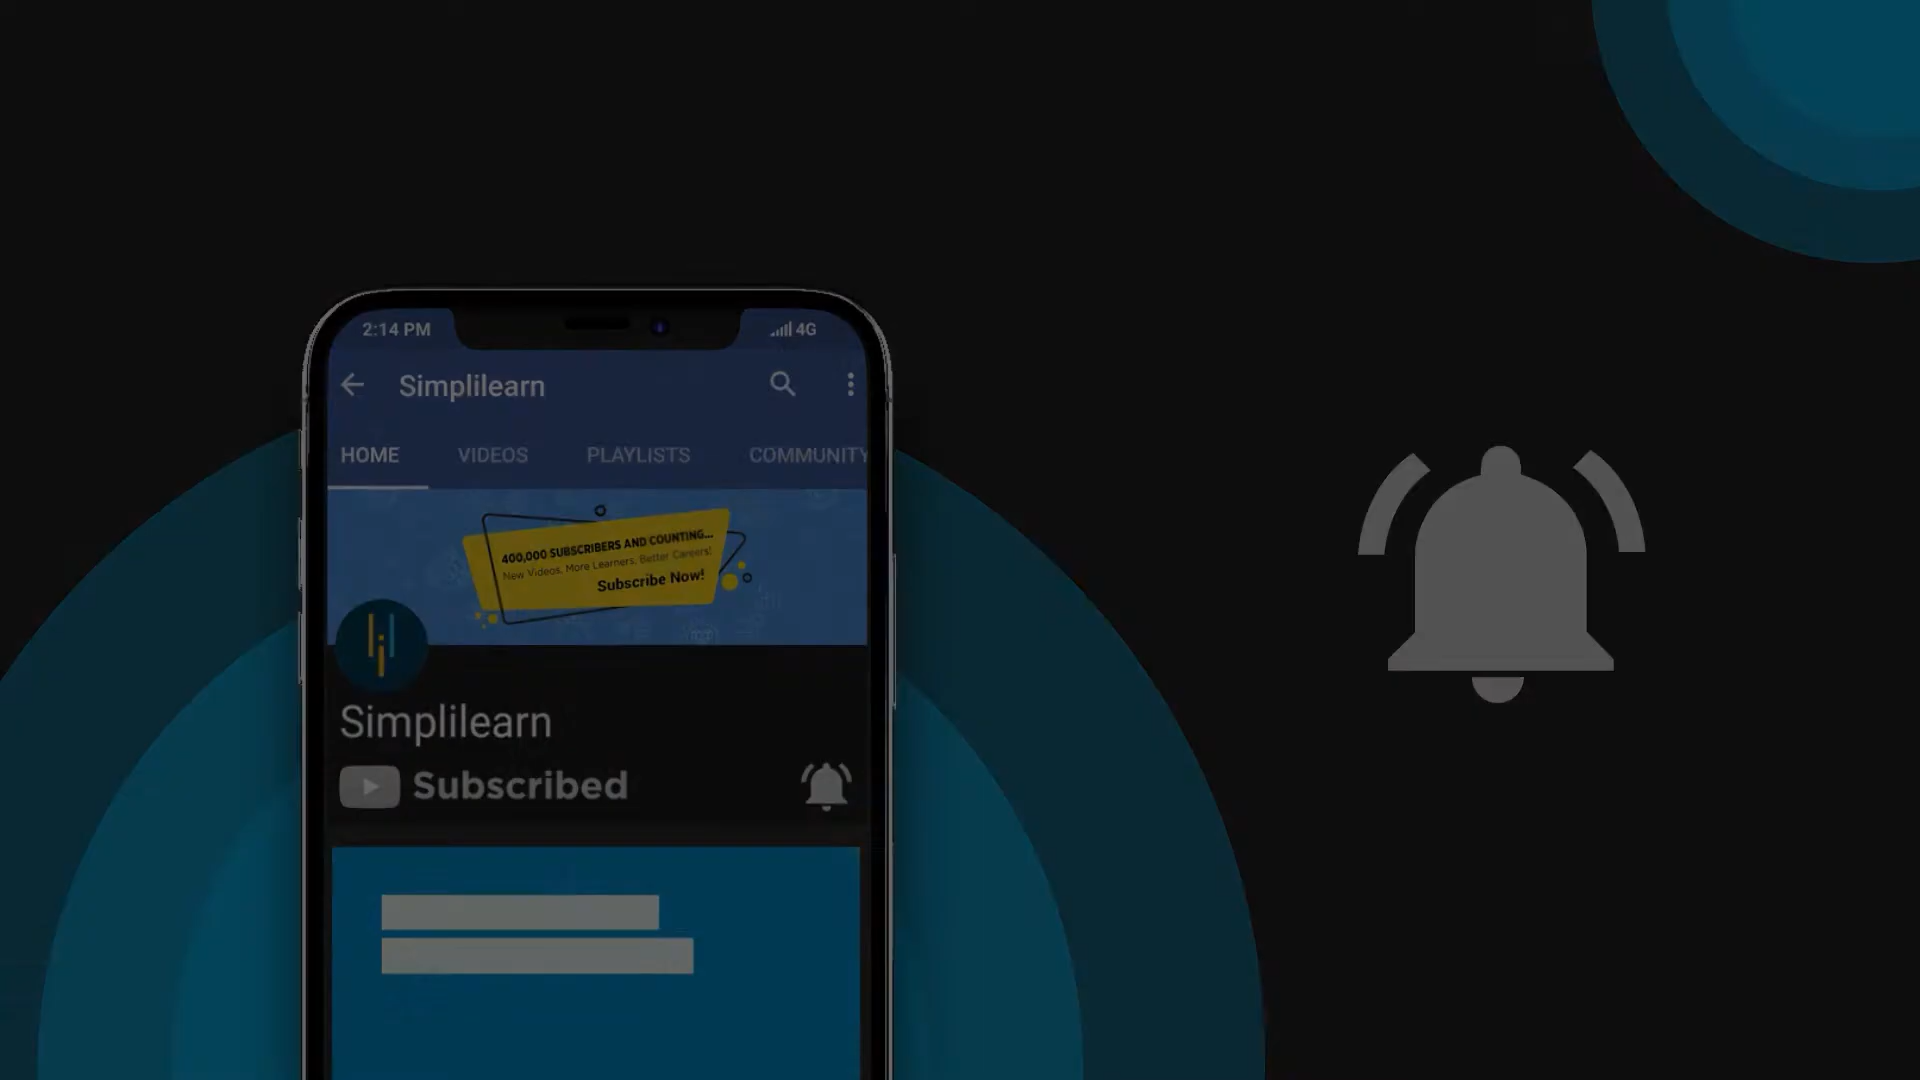 2:14 PM
4G
Simplilearn
HOME VIDEOS PLAYLISTS COMMUNITY
400,000 SUBSCRIBERS AND COUNTING...
New Videos. More Learners. Better Careers!
Subscribe Now!
Simplilearn
Subscribed